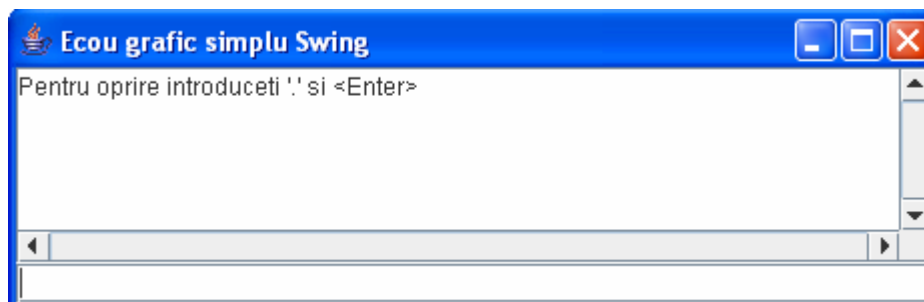 Ecou grafic simplu Swing
Pentru oprire introduceti '.' si <Enter>